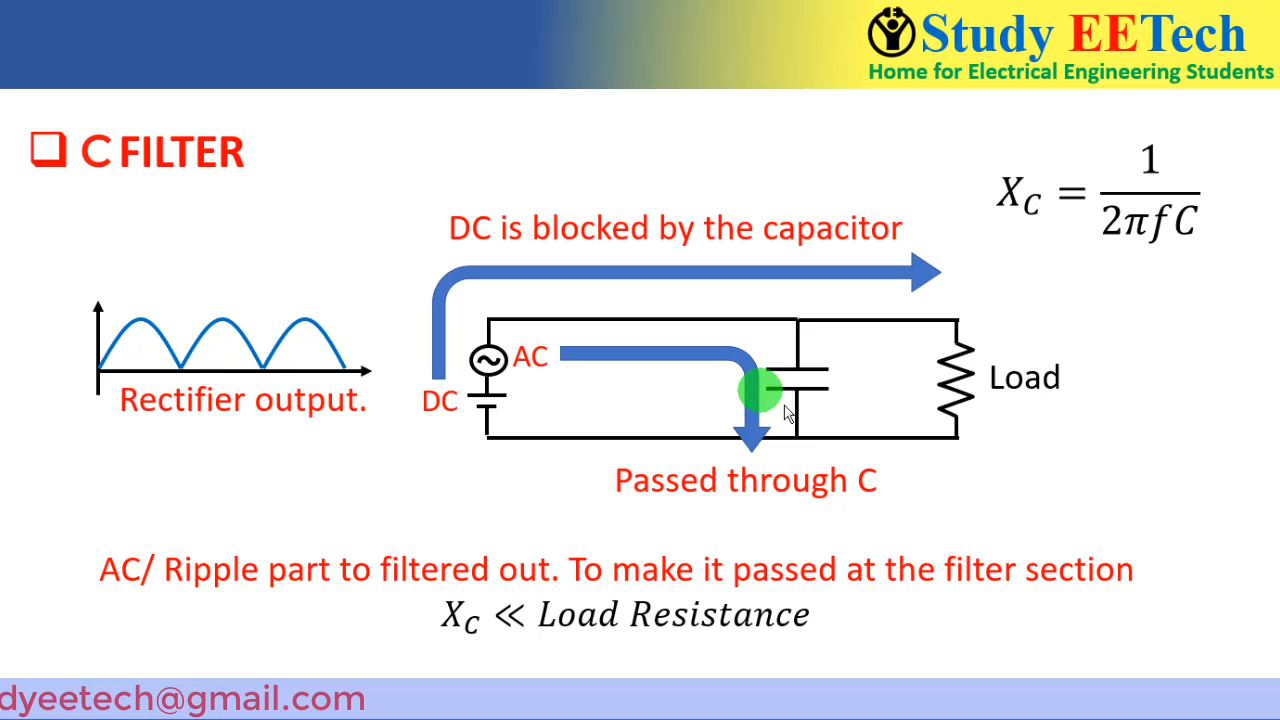 Study EETech
Home for Electrical Engineering Students
C FILTER
X_C = 1 / 2πfC
DC is blocked by the capacitor
AC
DC
Load
Rectifier output.
Passed through C
AC/ Ripple part to filtered out. To make it passed at the filter section
X_C ≪ Load Resistance
dyeetech@gmail.com